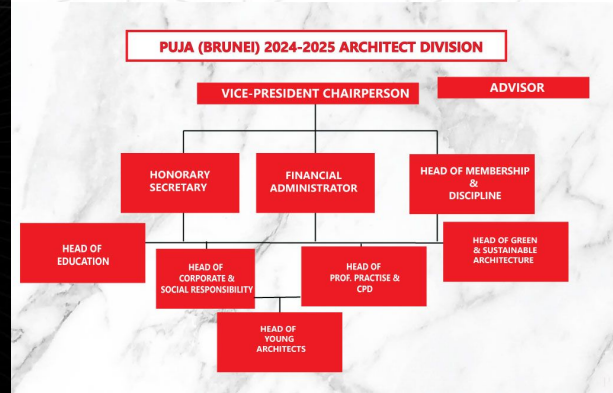 PUJA (BRUNEI) 2024-2025 ARCHITECT DIVISION
VICE-PRESIDENT CHAIRPERSON
ADVISOR
HONORARY
SECRETARY
FINANCIAL
ADMINISTRATOR
HEAD OF MEMBERSHIP
&
DISCIPLINE
HEAD OF
EDUCATION
HEAD OF
CORPORATE &
SOCIAL RESPONSIBILITY
HEAD OF
PROF. PRACTISE &
CPD
HEAD OF GREEN
& SUSTAINABLE
ARCHITECTURE
HEAD OF
YOUNG
ARCHITECTS